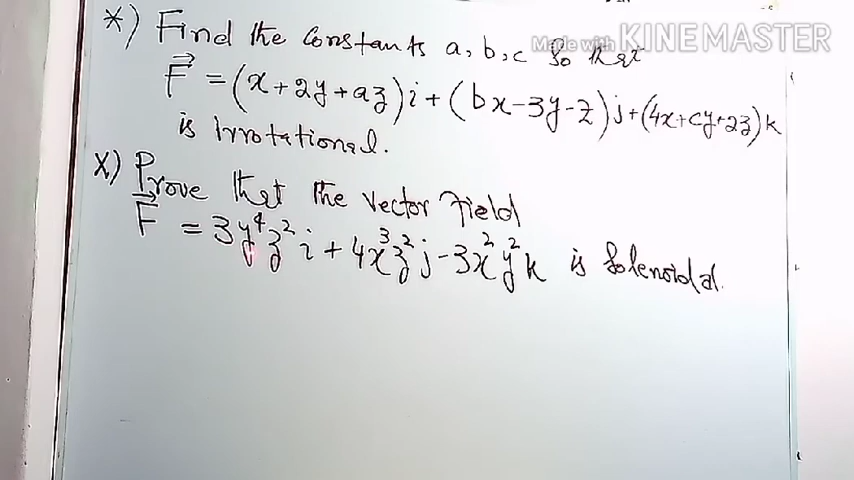 Made with KINEMASTER
*) Find the constants a, b, c so that
F⃗ = (x + 2y + az)i + (bx - 3y - z)j + (4x + cy + 2z)k
is irrotational.
x) Prove that the vector field
F⃗ = 3y⁴z² i + 4x³z² j - 3x²y² k is solenoidal.